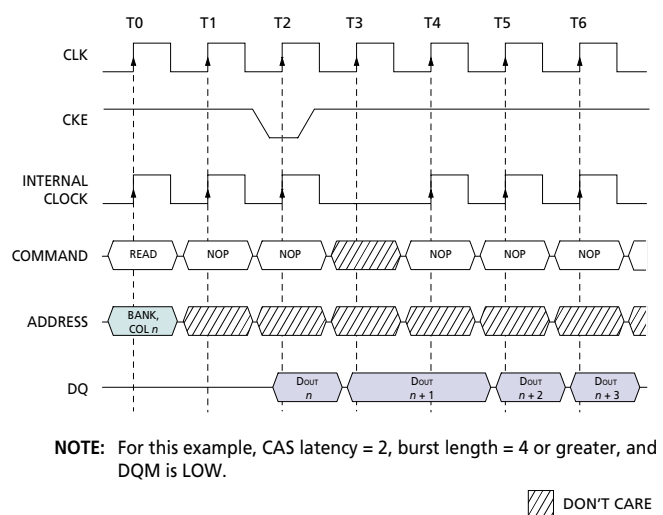 T0 T1 T2 T3 T4 T5 T6
CLK
CKE
INTERNAL
CLOCK
COMMAND READ NOP NOP NOP NOP NOP
ADDRESS BANK,
COL n
DQ DOUT DOUT DOUT DOUT
n n + 1 n + 2 n + 3
NOTE: For this example, CAS latency = 2, burst length = 4 or greater, and
DQM is LOW.
DON'T CARE